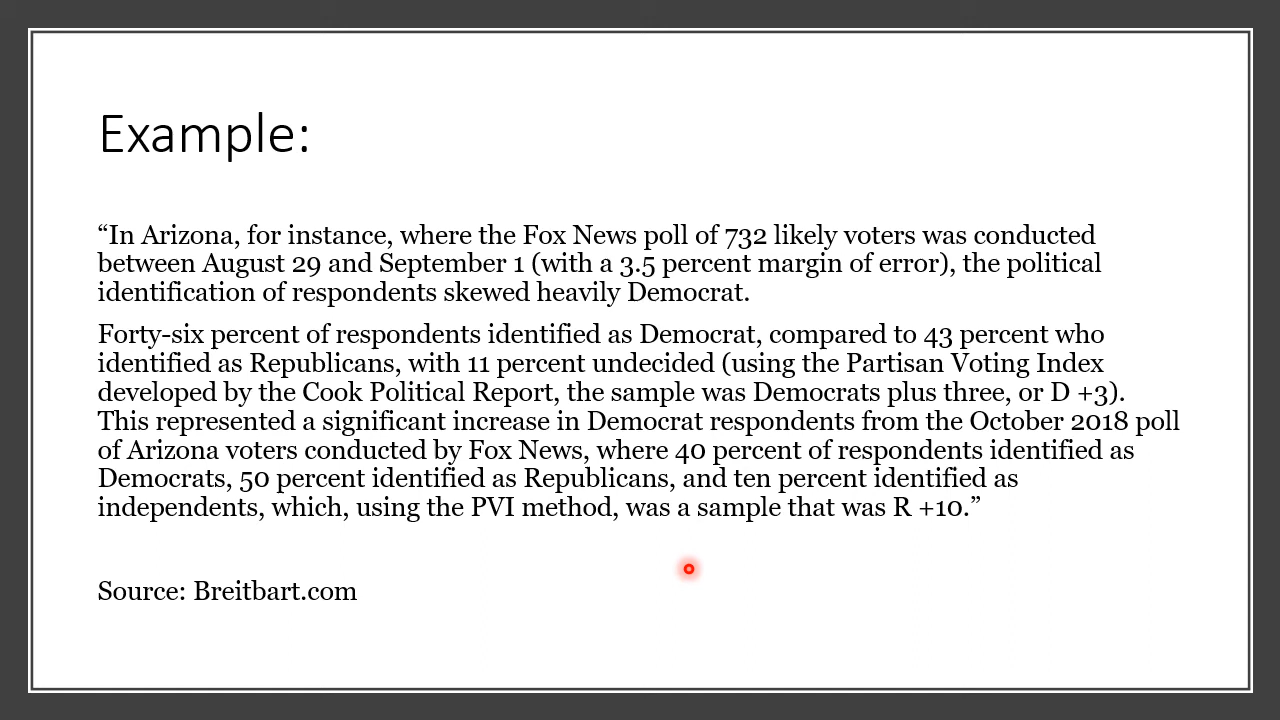 Example:
“In Arizona, for instance, where the Fox News poll of 732 likely voters was conducted
between August 29 and September 1 (with a 3.5 percent margin of error), the political
identification of respondents skewed heavily Democrat.
Forty-six percent of respondents identified as Democrat, compared to 43 percent who
identified as Republicans, with 11 percent undecided (using the Partisan Voting Index
developed by the Cook Political Report, the sample was Democrats plus three, or D +3).
This represented a significant increase in Democrat respondents from the October 2018 poll
of Arizona voters conducted by Fox News, where 40 percent of respondents identified as
Democrats, 50 percent identified as Republicans, and ten percent identified as
independents, which, using the PVI method, was a sample that was R +10.”
Source: Breitbart.com